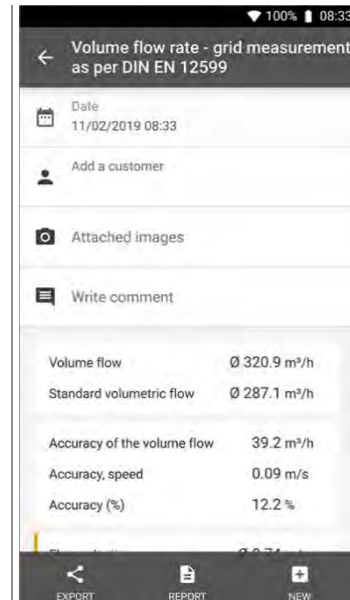 100% 08:33
Volume flow rate - grid measurement
as per DIN EN 12599
Date
11/02/2019 08:33
Add a customer
Attached images
Write comment
Volume flow Ø 320.9 m³/h
Standard volumetric flow Ø 287.1 m³/h
Accuracy of the volume flow 39.2 m³/h
Accuracy, speed 0.09 m/s
Accuracy (%) 12.2 %
EXPORT REPORT NEW